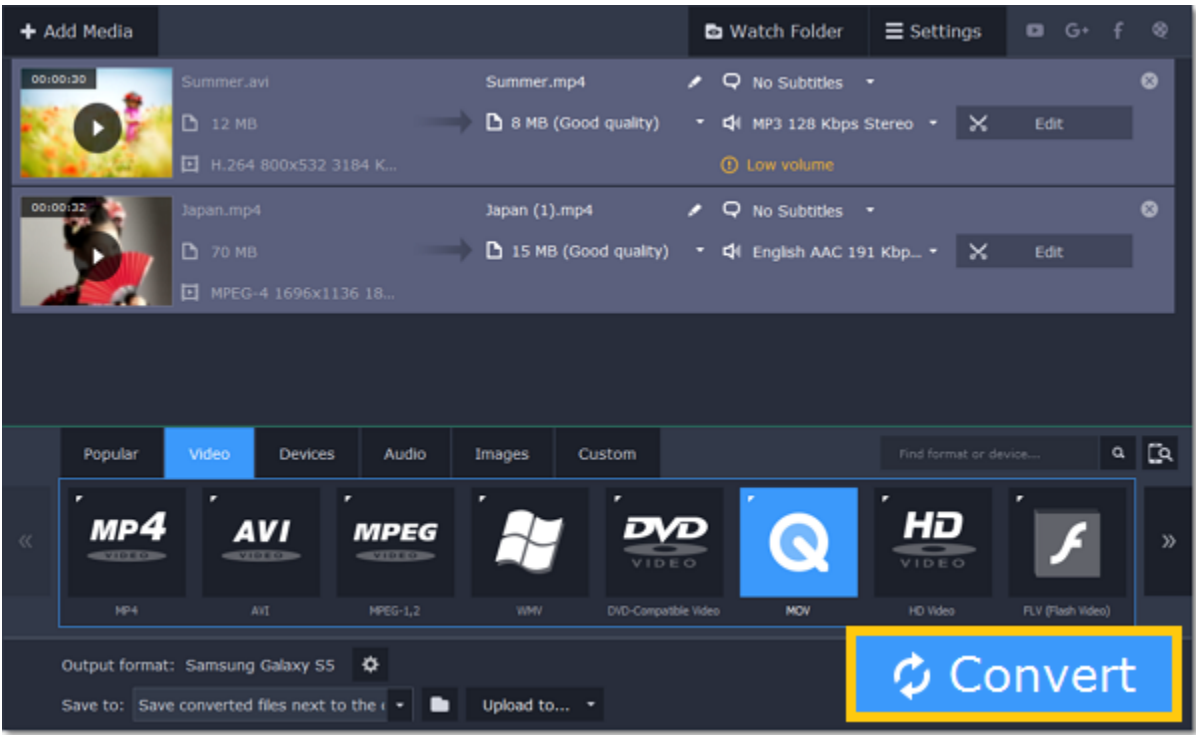 Add Media
Watch Folder
Settings
G+
f
00:00:30
Summer.avi
12 MB
H.264 800x532 3184 K...
Summer.mp4
8 MB (Good quality)
No Subtitles
MP3 128 Kbps Stereo
Low volume
Edit
00:00:32
Japan.mp4
70 MB
MPEG-4 1696x1136 18...
Japan (1).mp4
15 MB (Good quality)
No Subtitles
English AAC 191 Kbp...
Edit
Popular
Video
Devices
Audio
Images
Custom
Find format or device....
MP4
VIDEO
AVI
VIDEO
MPEG
VIDEO
DVD
VIDEO
HD
VIDEO
MP4
AVI
MPEG-1,2
WMV
DVD-Compatible Video
MOV
HD Video
FLV (Flash Video)
Output format: Samsung Galaxy S5
Save to: Save converted files next to the
Upload to...
Convert